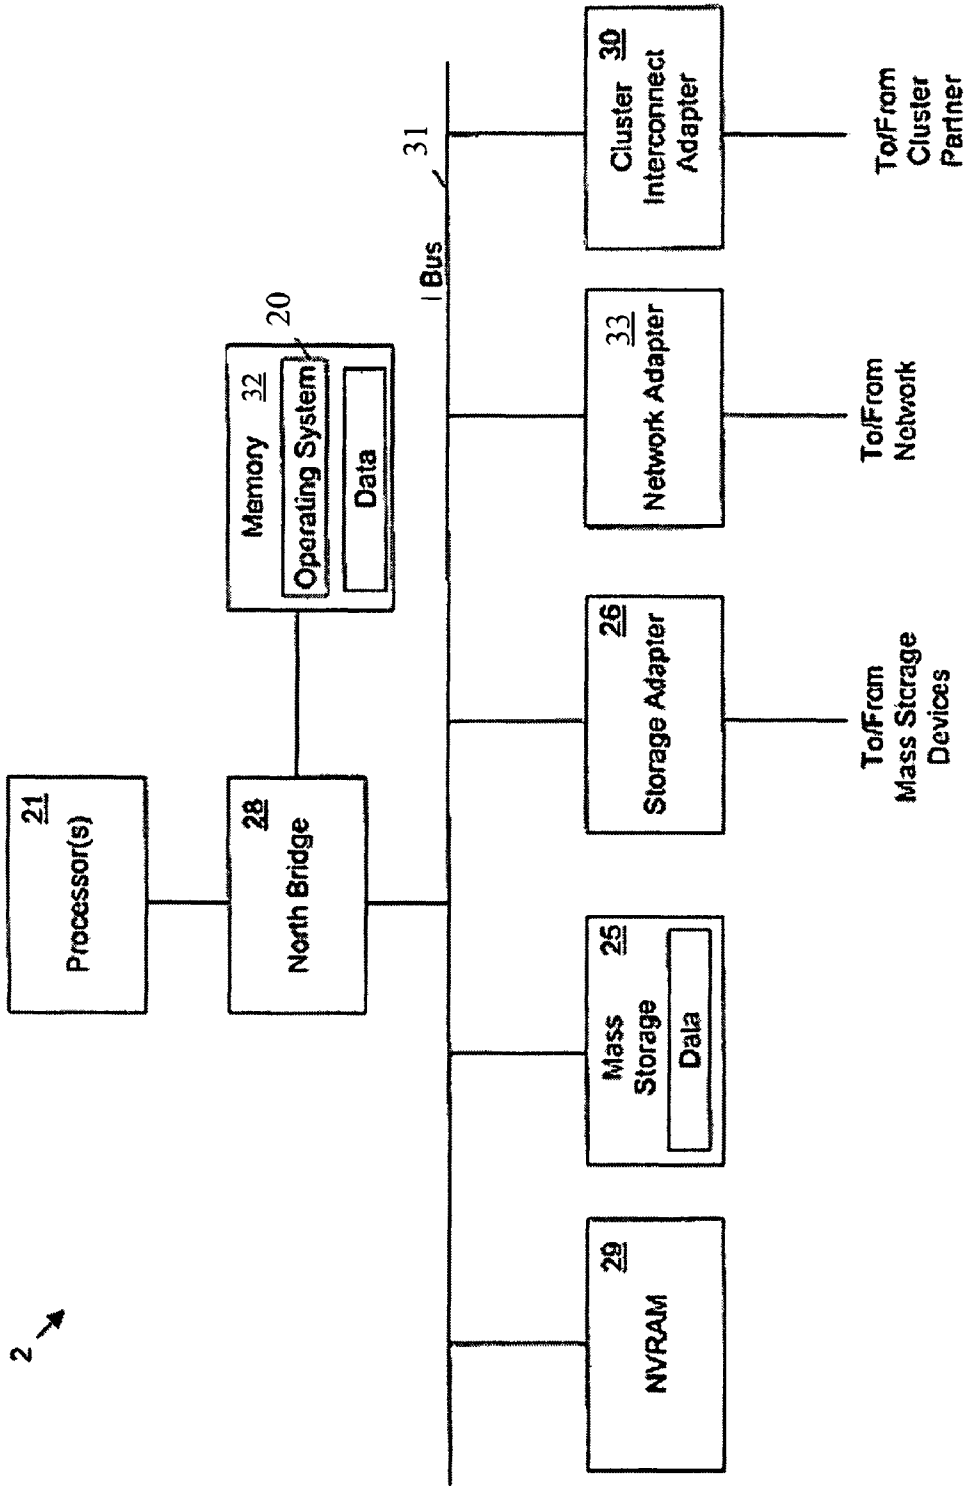 2
Processor(s)
21
North Bridge
28
Memory
32
Operating System
20
Data
I Bus
31
NVRAM
29
Mass
Storage
25
Data
Storage Adapter
26
Network Adapter
33
Cluster
Interconnect
Adapter
30
To/From
Mass Storage
Devices
To/From
Network
To/From
Cluster
Partner